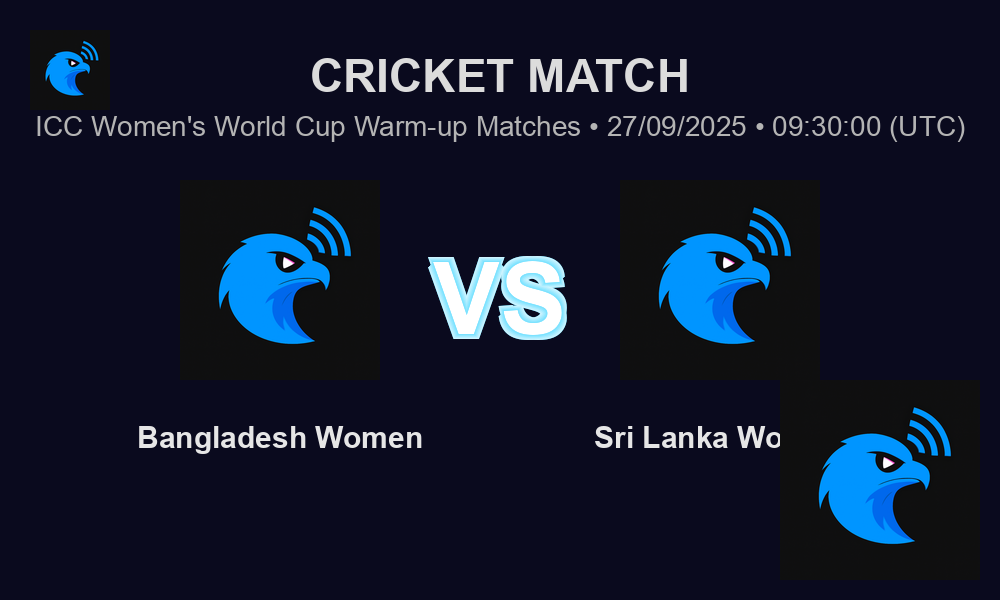 CRICKET MATCH
ICC Women's World Cup Warm-up Matches • 27/09/2025 • 09:30:00 (UTC)
VS
Bangladesh Women
Sri Lanka Wo